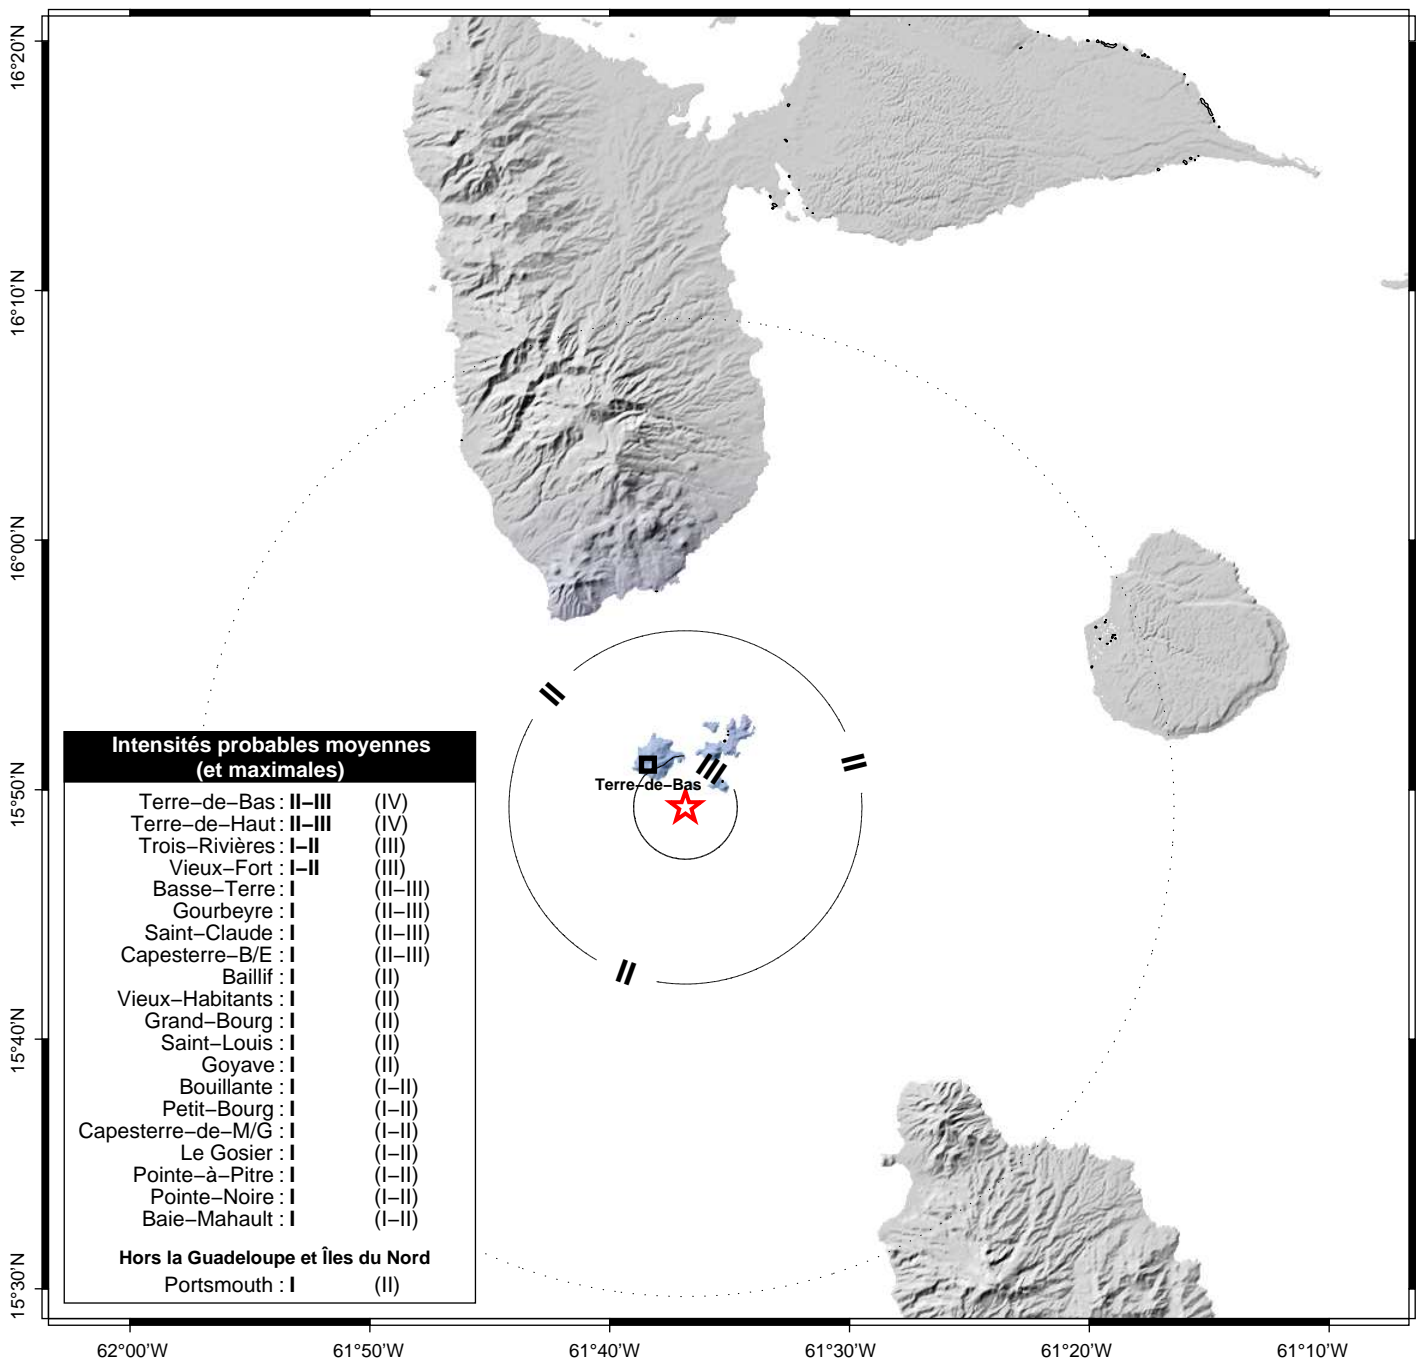 16°20'N
16°10'N
16°00'N
15°50'N
15°40'N
15°30'N
II
II
III
Terre−de−Bas
II
Intensités probables moyennes
(et maximales)
Terre−de−Bas : II−III (IV)
Terre−de−Haut : II−III (IV)
Trois−Rivières : I−II (III)
Vieux−Fort : I−II (III)
Basse−Terre : I (II−III)
Gourbeyre : I (II−III)
Saint−Claude : I (II−III)
Capesterre−B/E : I (II−III)
Baillif : I (II)
Vieux−Habitants : I (II)
Grand−Bourg : I (II)
Saint−Louis : I (II)
Goyave : I (II)
Bouillante : I (I−II)
Petit−Bourg : I (I−II)
Capesterre−de−M/G : I (I−II)
Le Gosier : I (I−II)
Pointe−à−Pitre : I (I−II)
Pointe−Noire : I (I−II)
Baie−Mahault : I (I−II)
Hors la Guadeloupe et Îles du Nord
Portsmouth : I (II)
62°00'W 61°50'W 61°40'W 61°30'W 61°20'W 61°10'W